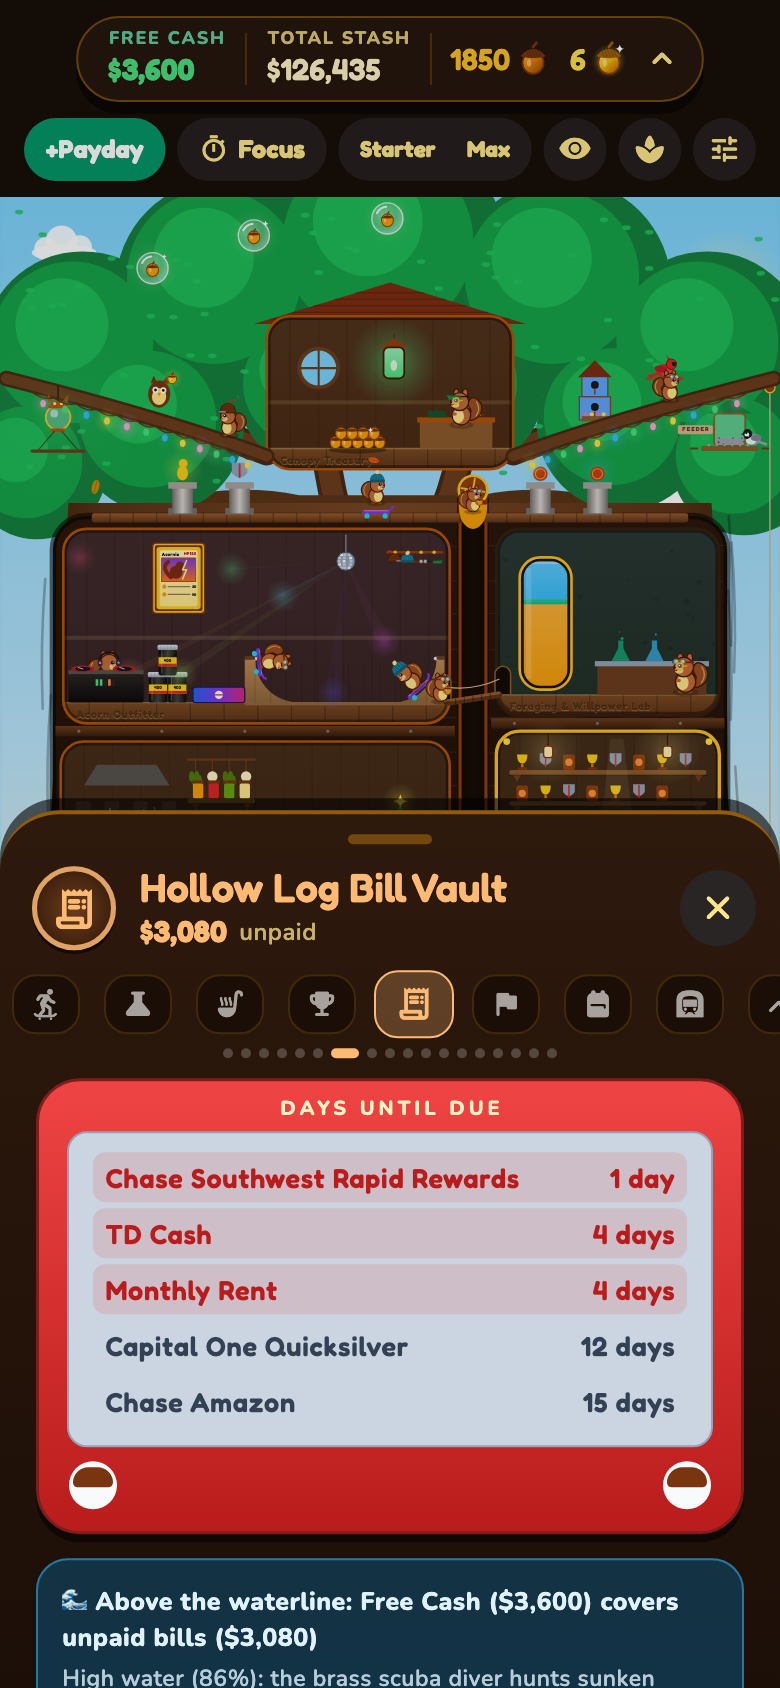 FREE CASH
TOTAL STASH
$3,600
$126,435
1850
6
+Payday
Focus
Starter
Max
Canopy Treasury
FEEDER
Acornix
400
400
400
Acorn Outfitter
Foraging & Willpower Lab
Hollow Log Bill Vault
$3,080 unpaid
DAYS UNTIL DUE
Chase Southwest Rapid Rewards 1 day
TD Cash 4 days
Monthly Rent 4 days
Capital One Quicksilver 12 days
Chase Amazon 15 days
Above the waterline: Free Cash ($3,600) covers
unpaid bills ($3,080)
High water (86%): the brass scuba diver hunts sunken